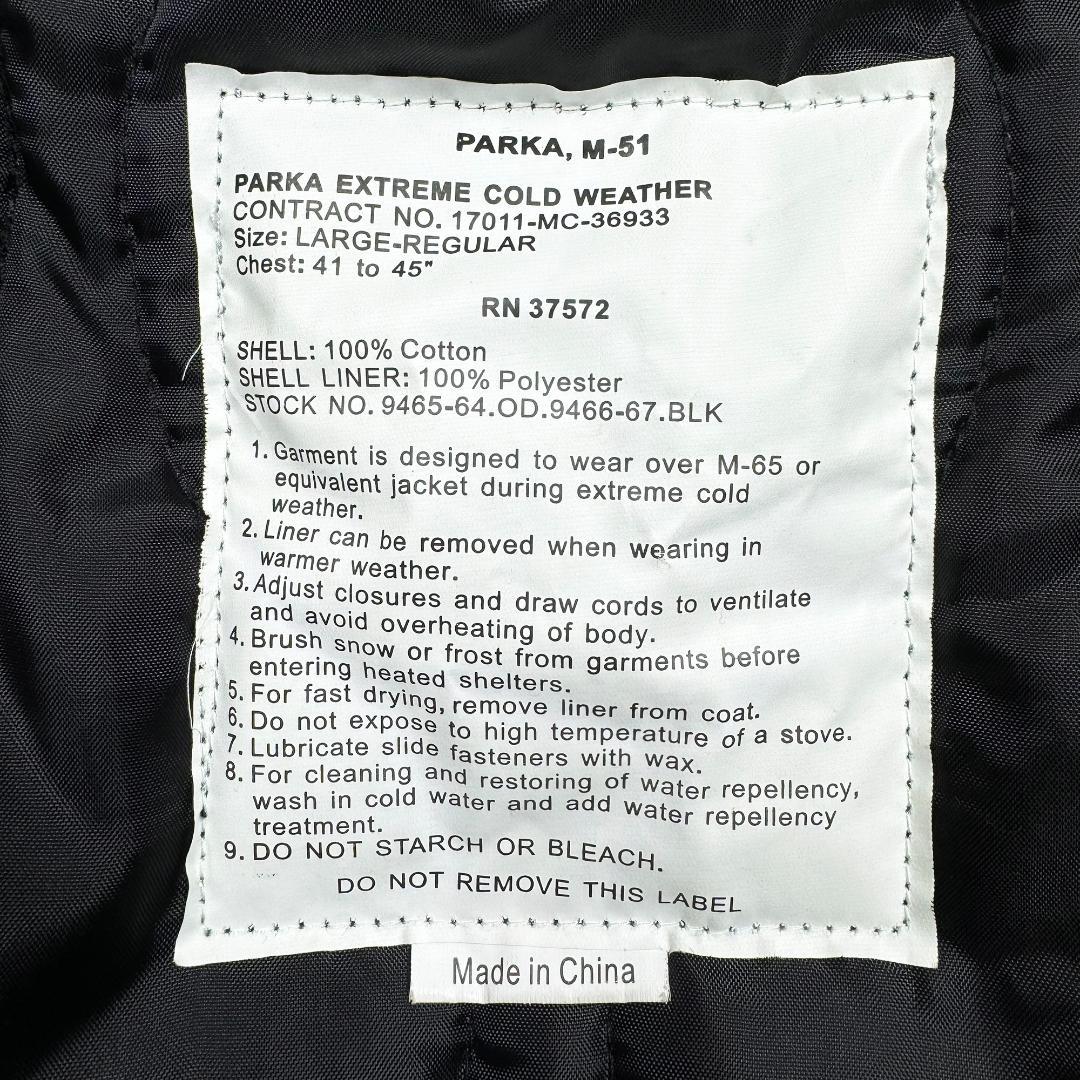 PARKA, M-51
PARKA EXTREME COLD WEATHER
CONTRACT NO. 17011-MC-36933
Size: LARGE-REGULAR
Chest: 41 to 45"
RN 37572
SHELL: 100% Cotton
SHELL LINER: 100% Polyester
STOCK NO. 9465-64.OD.9466-67.BLK
1. Garment is designed to wear over M-65 or
equivalent jacket during extreme cold
weather.
2. Liner can be removed when wearing in
warmer weather.
3. Adjust closures and draw cords to ventilate
and avoid overheating of body.
4. Brush snow or frost from garments before
entering heated shelters.
5. For fast drying, remove liner from coat.
6. Do not expose to high temperature of a stove.
7. Lubricate slide fasteners with wax.
8. For cleaning and restoring of water repellency,
wash in cold water and add water repellency
treatment.
9. DO NOT STARCH OR BLEACH.
DO NOT REMOVE THIS LABEL
Made in China